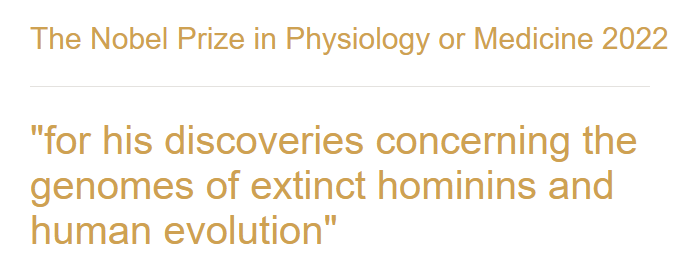 The Nobel Prize in Physiology or Medicine 2022
"for his discoveries concerning the
genomes of extinct hominins and
human evolution"